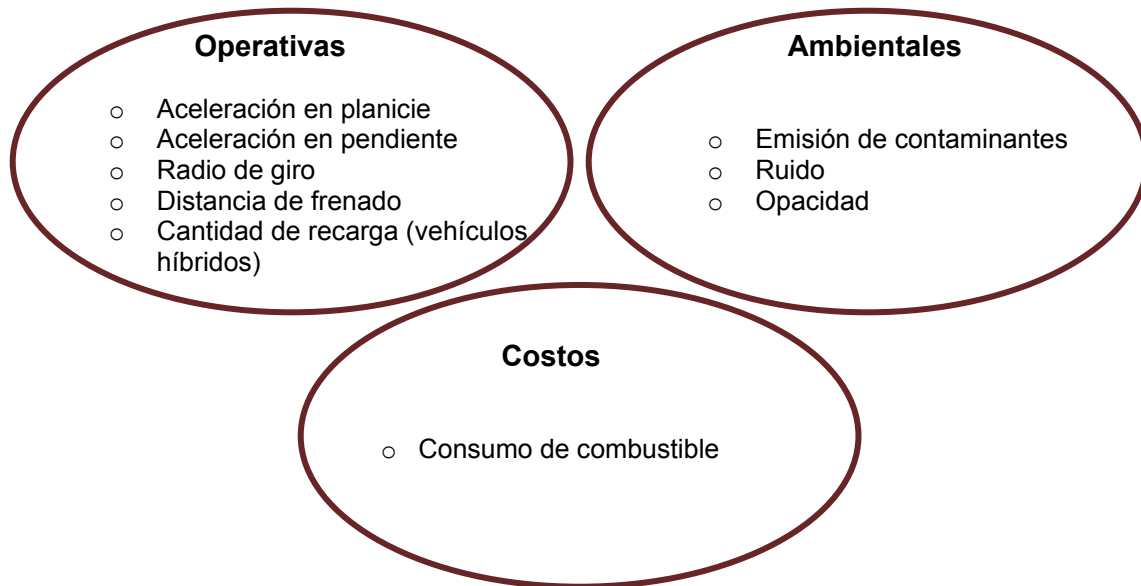 Operativas
○ Aceleración en planicie
○ Aceleración en pendiente
○ Radio de giro
○ Distancia de frenado
○ Cantidad de recarga (vehículos
híbridos)
Ambientales
○ Emisión de contaminantes
○ Ruido
○ Opacidad
Costos
○ Consumo de combustible